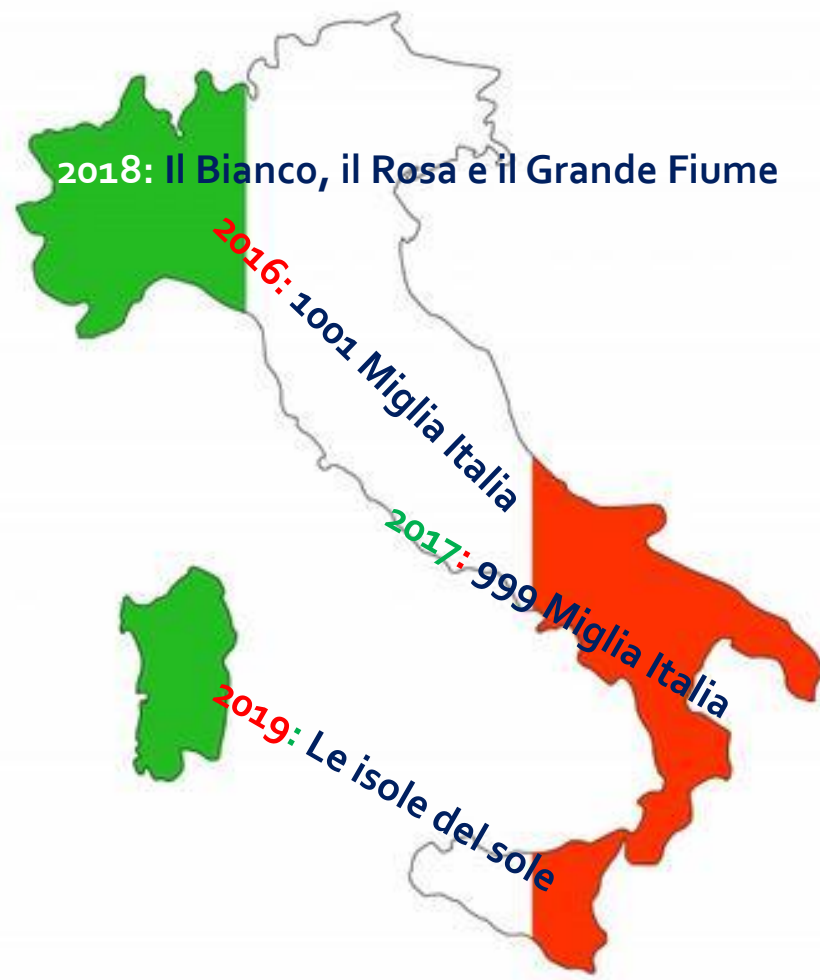 2018: Il Bianco, il Rosa e il Grande Fiume
2016: 1001 Miglia Italia
2017: 999 Miglia Italia
2019: Le isole del sole